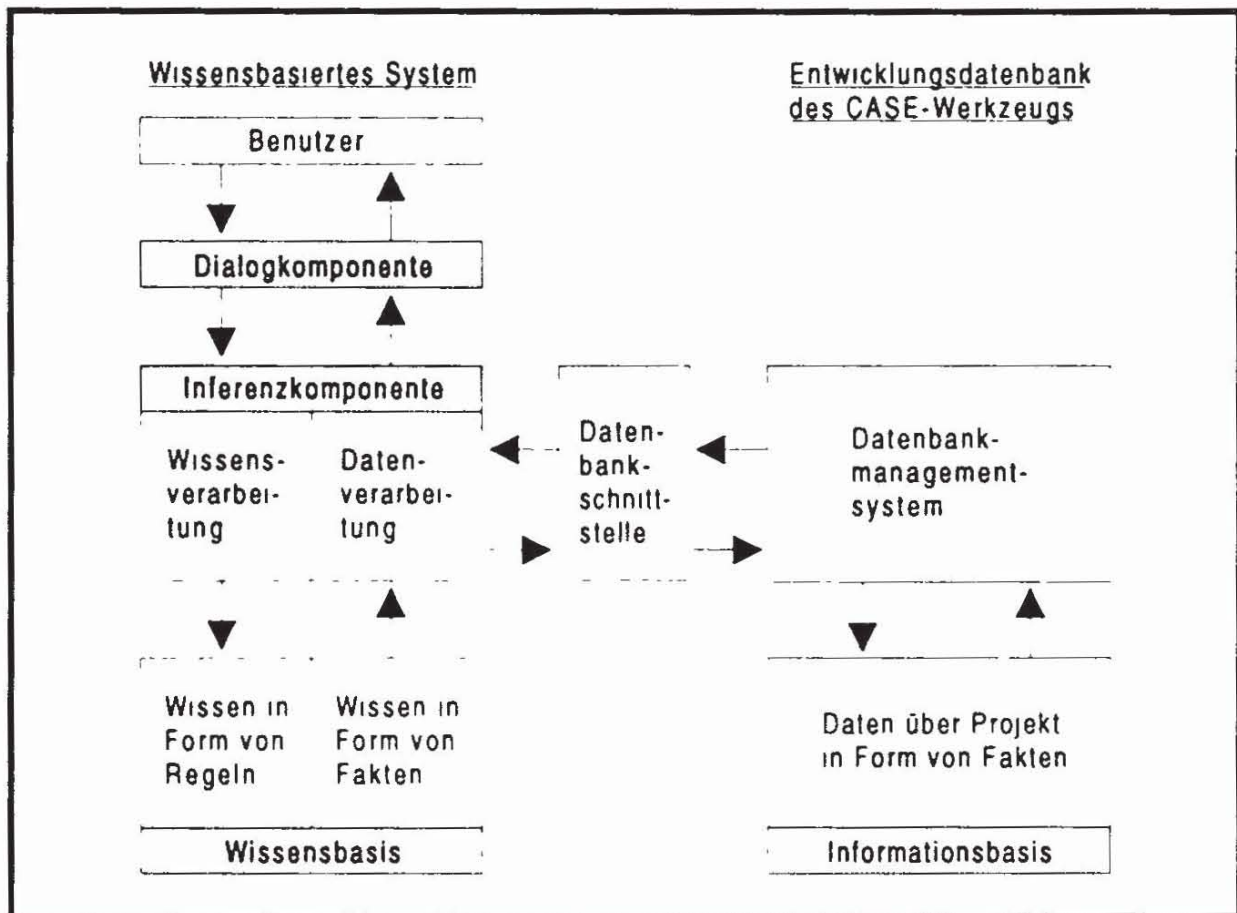 Wissensbasiertes System
Entwicklungsdatenbank
des CASE-Werkzeugs
Benutzer
Dialogkomponente
Inferenzkomponente
Wissens-
verarbei-
tung
Daten-
verarbei-
tung
Daten-
bank-
schnitt-
stelle
Datenbank-
management-
system
Wissen in
Form von
Regeln
Wissen in
Form von
Fakten
Daten über Projekt
in Form von Fakten
Wissensbasis
Informationsbasis